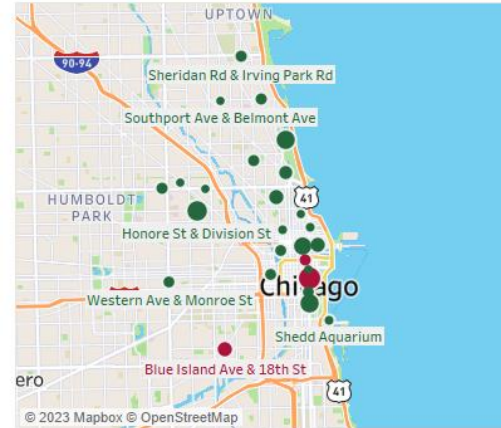 UPTOWN
90-94
Sheridan Rd & Irving Park Rd
Southport Ave & Belmont Ave
HUMBOLDT
PARK
41
Honore St & Division St
Chicago
Western Ave & Monroe St
Shedd Aquarium
Blue Island Ave & 18th St
ero
41
© 2023 Mapbox © OpenStreetMap